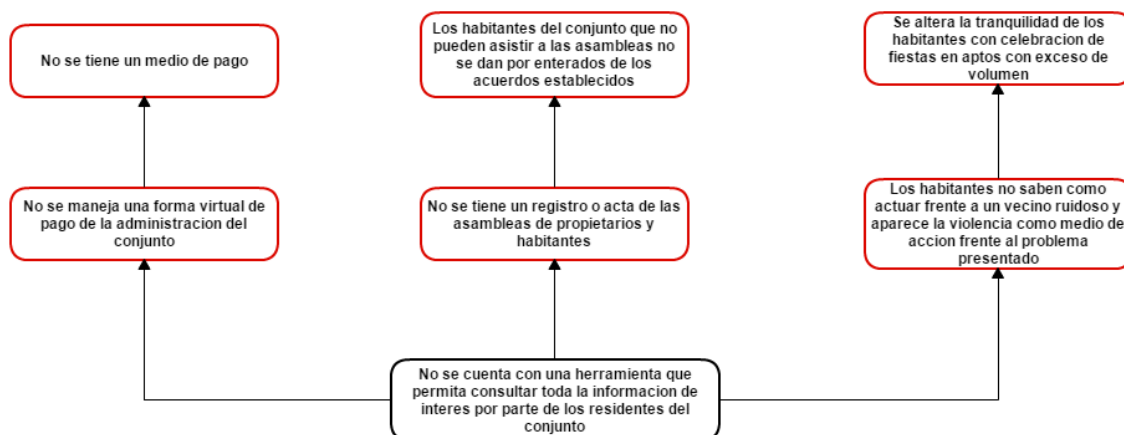 No se tiene un medio de pago
Los habitantes del conjunto que no
pueden asistir a las asambleas no
se dan por enterados de los
acuerdos establecidos
Se altera la tranquilidad de los
habitantes con celebracion de
fiestas en aptos con exceso de
volumen
No se maneja una forma virtual de
pago de la administracion del
conjunto
No se tiene un registro o acta de las
asambleas de propietarios y
habitantes
Los habitantes no saben como
actuar frente a un vecino ruidoso y
aparece la violencia como medio de
accion frente al problema
presentado
No se cuenta con una herramienta que
permita consultar toda la informacion de
interes por parte de los residentes del
conjunto